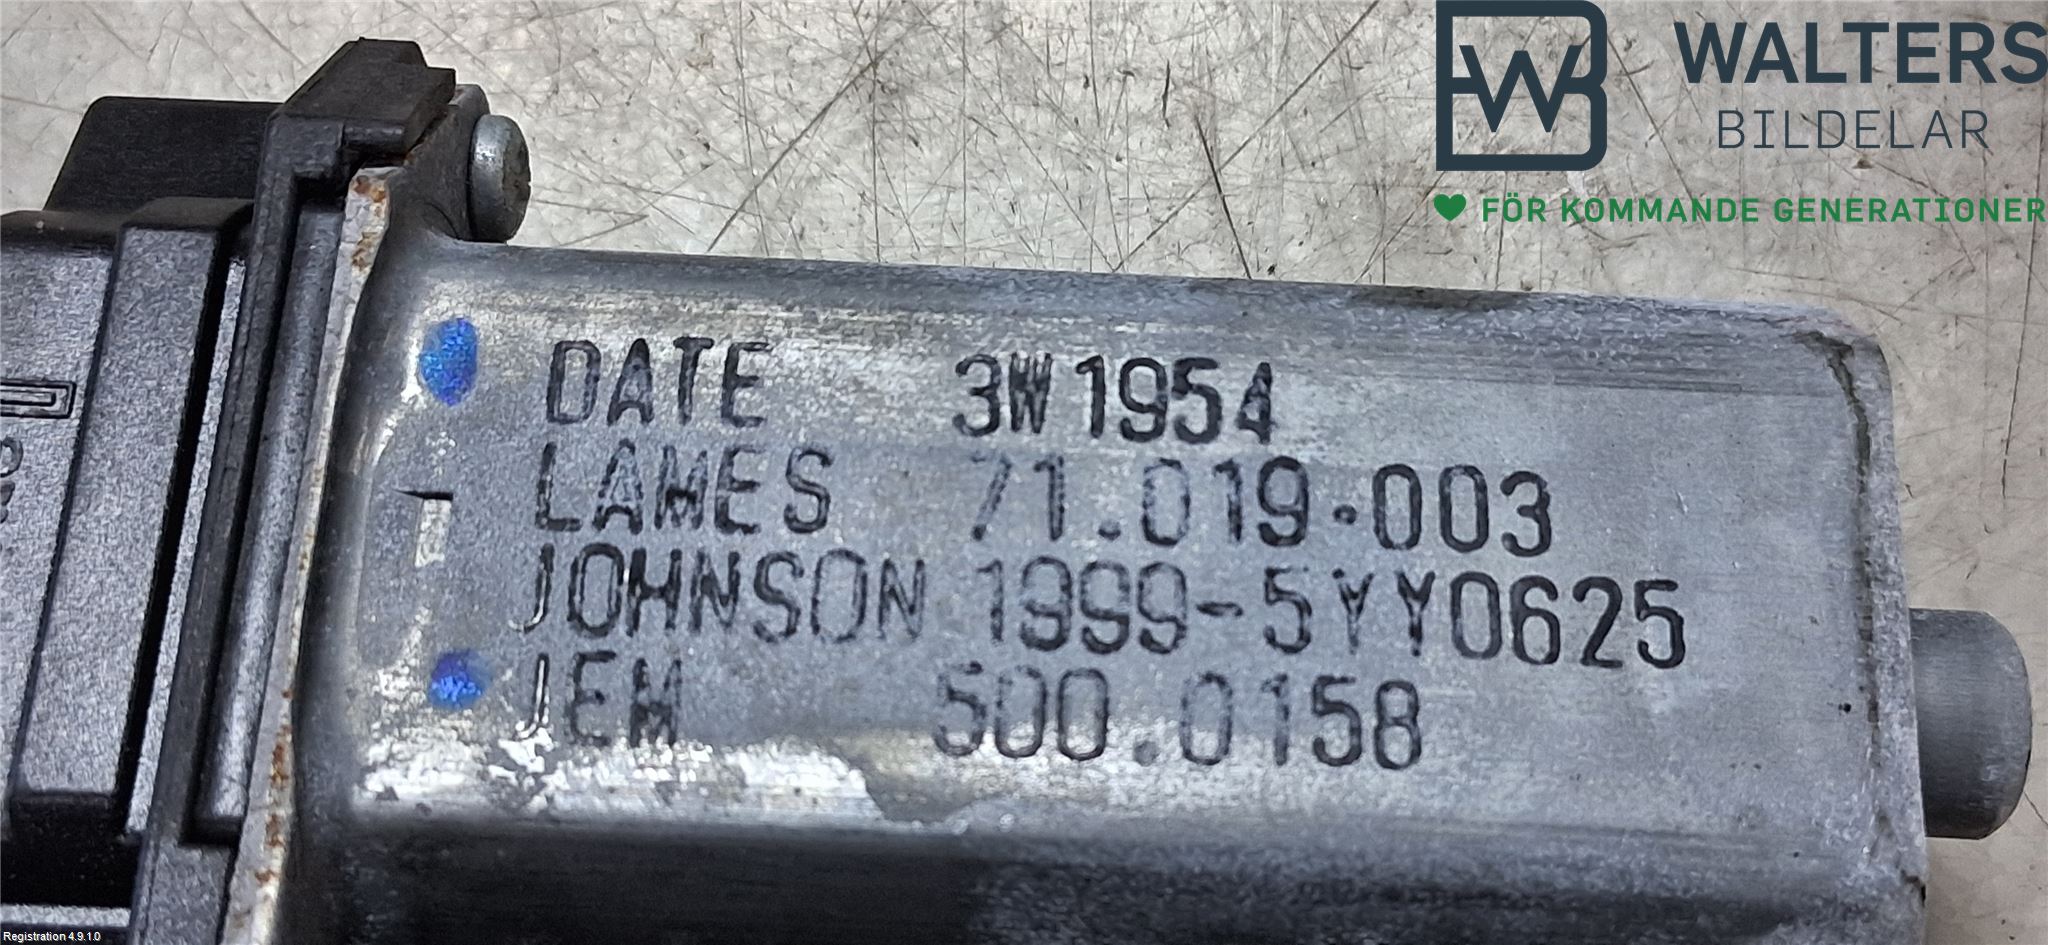 WALTERS
BILDELAR
FÖR KOMMANDE GENERATIONER
DATE 3W1954
LAMES 71.019.003
JOHNSON 1999-5YY0625
JEM 500.0158
Registration 4.9.1.0